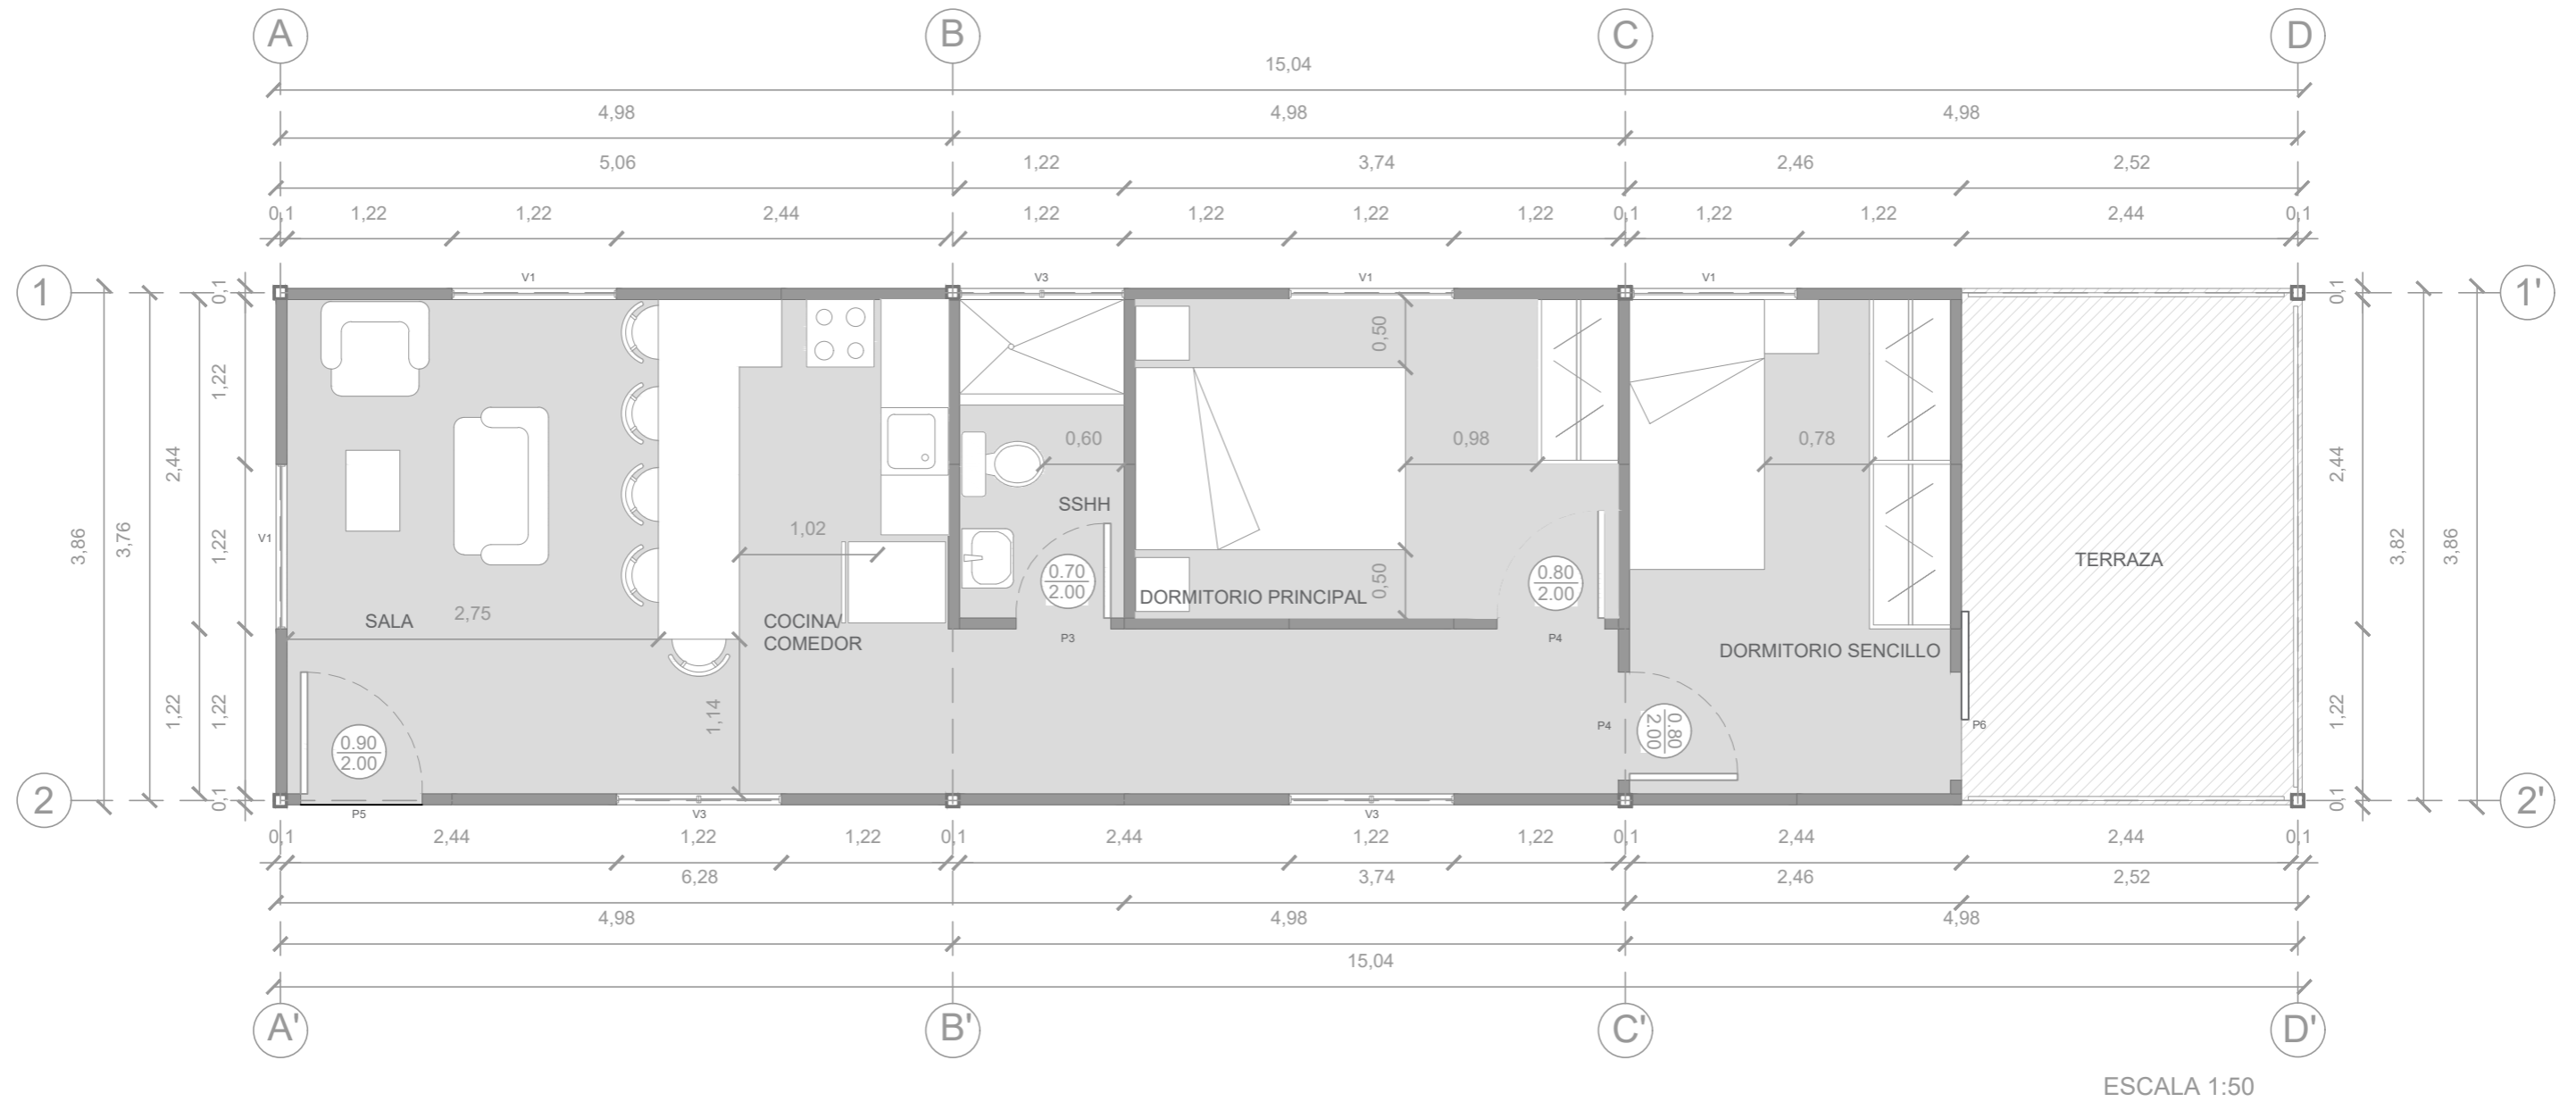 A B C D
15,04
4,98 4,98 4,98
5,06 1,22 3,74 2,46 2,52
0,1 1,22 1,22 2,44 1,22 1,22 1,22 1,22 0,1 1,22 1,22 2,44 0,1
V1 V3 V1 V1
1 1'
0,1 0,1
0,50
1,22
0,60 0,98 0,78
2,44 2,44
SSHH
1,02
V1 1,22
3,86 3,76 3,82 3,86
TERRAZA
0.70
2.00
0.80
2.00
0,50
DORMITORIO PRINCIPAL
SALA 2,75
COCINA/
COMEDOR
P3 P4
DORMITORIO SENCILLO
1,22 1,22 1,14 1,22
P4
0.80
2.00
P6
0.90
2.00
2 2'
0,1 0,1
P5 V3 V3
0,1 2,44 1,22 1,22 0,1 2,44 1,22 1,22 0,1 2,44 2,44 0,1
6,28 3,74 2,46 2,52
4,98 4,98 4,98
15,04
A' B' C' D'
ESCALA 1:50